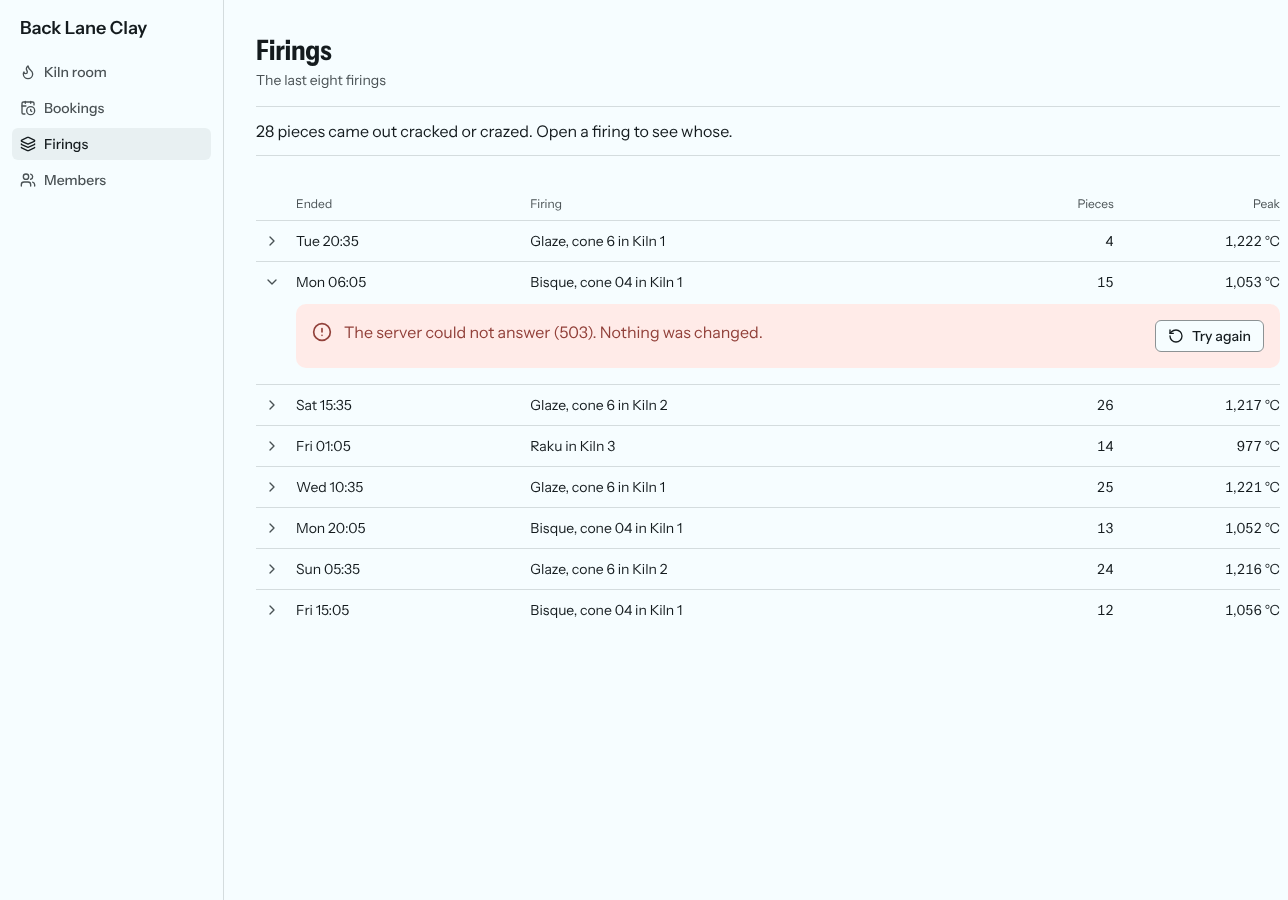 Back Lane Clay
Kiln room
Bookings
Firings
Members
Firings
The last eight firings
28 pieces came out cracked or crazed. Open a firing to see whose.
Ended Firing Pieces Peak
Tue 20:35 Glaze, cone 6 in Kiln 1 4 1,222 °C
Mon 06:05 Bisque, cone 04 in Kiln 1 15 1,053 °C
The server could not answer (503). Nothing was changed. Try again
Sat 15:35 Glaze, cone 6 in Kiln 2 26 1,217 °C
Fri 01:05 Raku in Kiln 3 14 977 °C
Wed 10:35 Glaze, cone 6 in Kiln 1 25 1,221 °C
Mon 20:05 Bisque, cone 04 in Kiln 1 13 1,052 °C
Sun 05:35 Glaze, cone 6 in Kiln 2 24 1,216 °C
Fri 15:05 Bisque, cone 04 in Kiln 1 12 1,056 °C